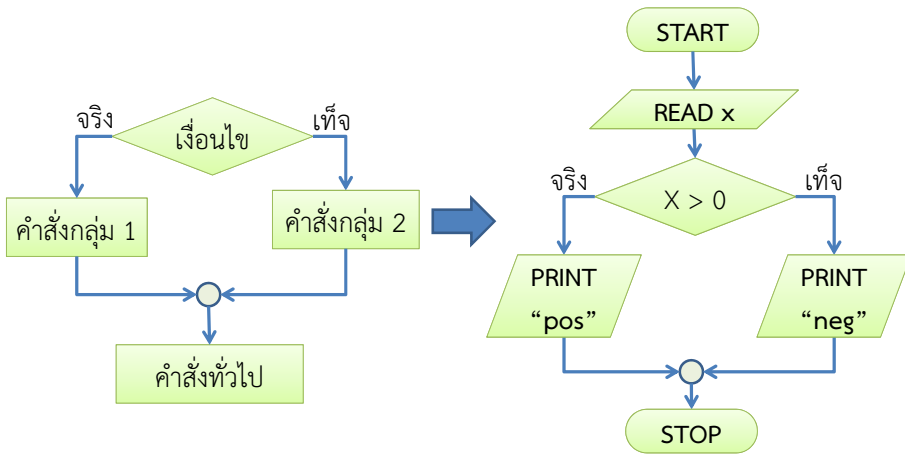 จริง
เงื่อนไข
เท็จ
คำสั่งกลุ่ม 1
คำสั่งกลุ่ม 2
คำสั่งทั่วไป
START
READ x
จริง
X > 0
เท็จ
PRINT
“pos”
PRINT
“neg”
STOP